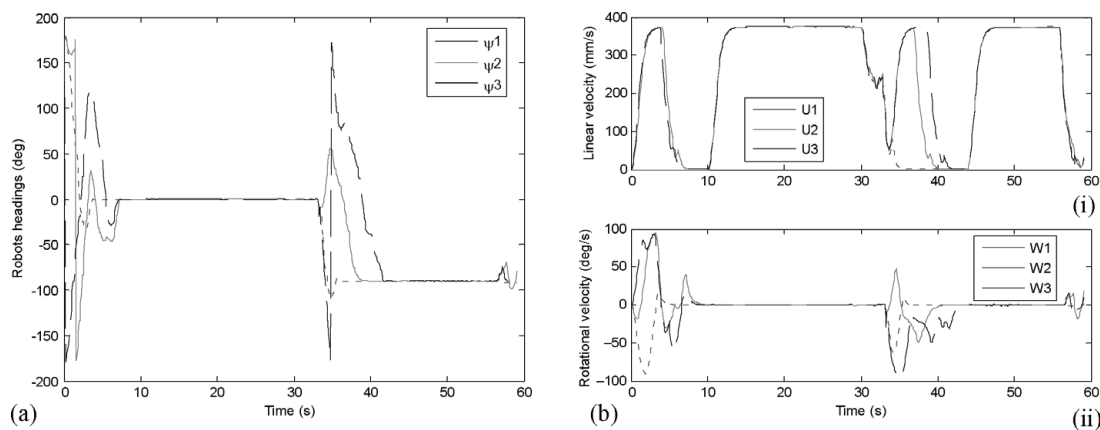 200
150
100
50
0
-50
-100
-150
-200
Robots headings (deg)
ψ1
ψ2
ψ3
0 10 20 30 40 50 60
Time (s)
(a)
400
300
200
100
0
Linear velocity (mm/s)
U1
U2
U3
0 10 20 30 40 50 60
(i)
100
50
0
-50
-100
Rotational velocity (deg/s)
W1
W2
W3
0 10 20 30 40 50 60
Time (s)
(b)
(ii)